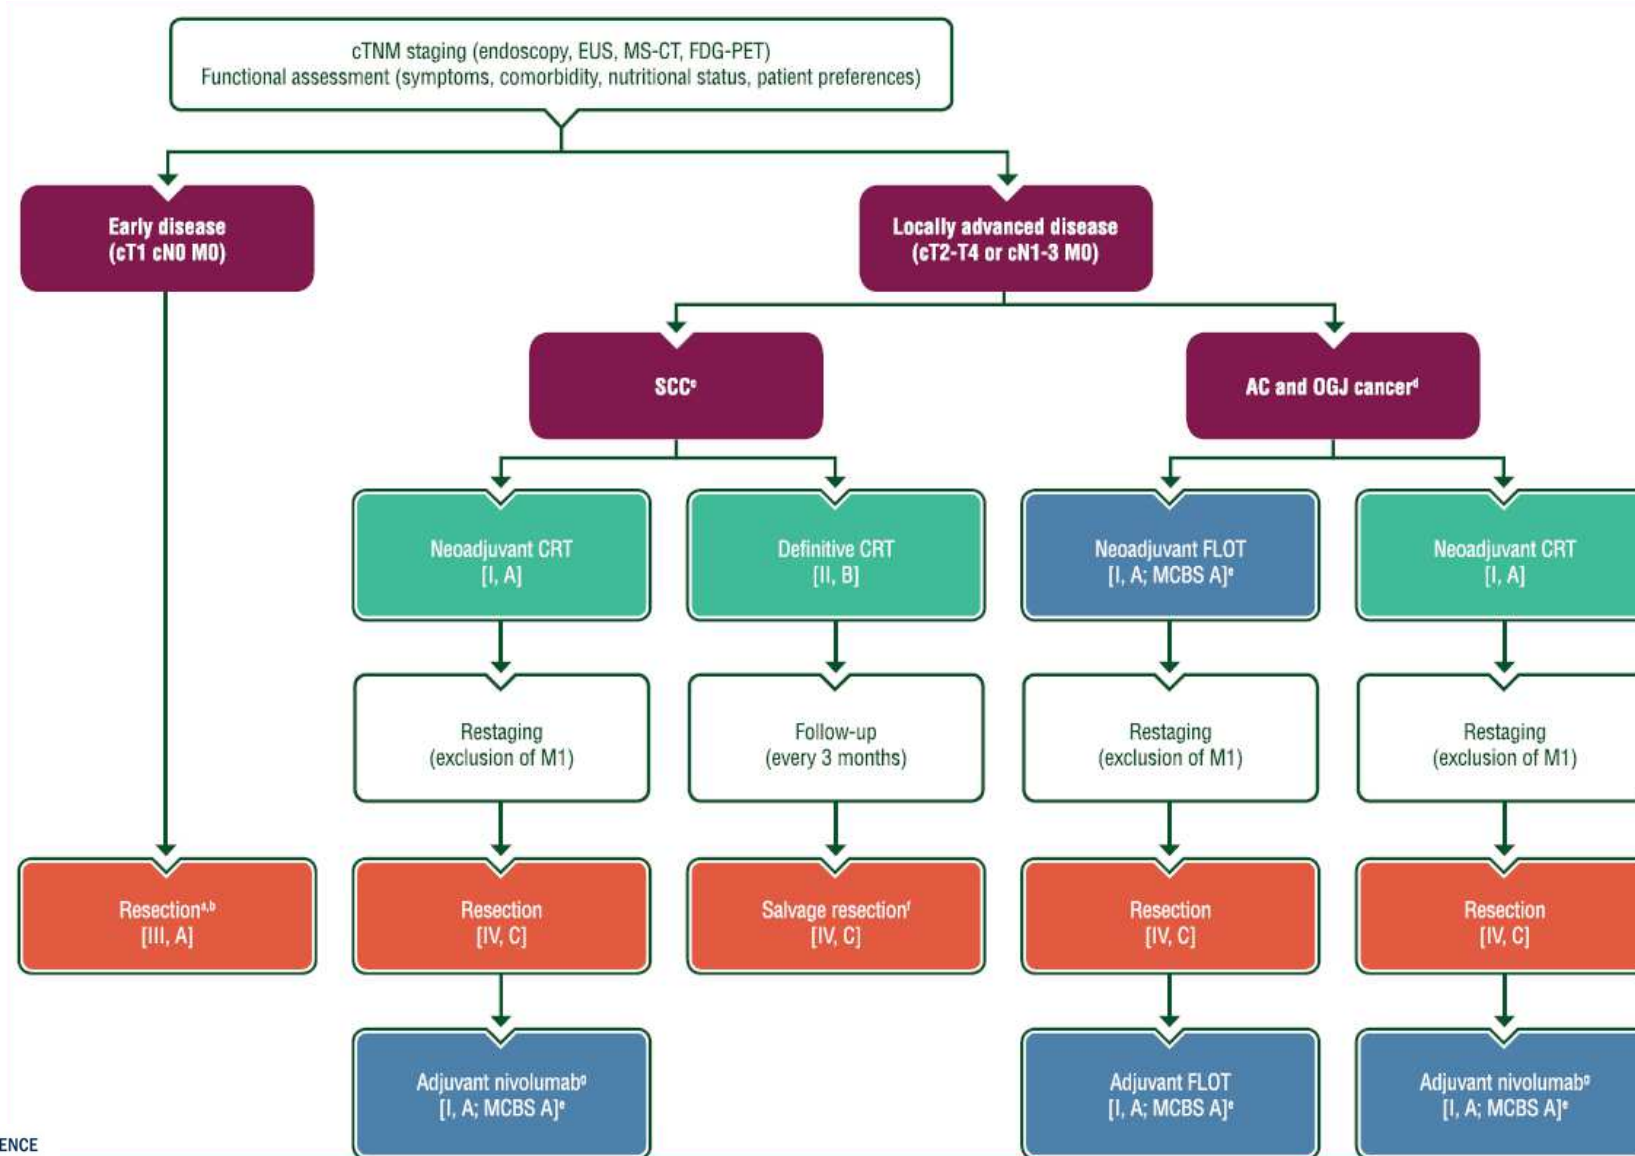 cTNM staging (endoscopy, EUS, MS-CT, FDG-PET)
Functional assessment (symptoms, comorbidity, nutritional status, patient preferences)
Early disease
(cT1 cN0 M0)
Locally advanced disease
(cT2-T4 or cN1-3 M0)
SCCᶜ
AC and OGJ cancerᵈ
Neoadjuvant CRT
[I, A]
Definitive CRT
[II, B]
Neoadjuvant FLOT
[I, A; MCBS A]ᵉ
Neoadjuvant CRT
[I, A]
Restaging
(exclusion of M1)
Follow-up
(every 3 months)
Restaging
(exclusion of M1)
Restaging
(exclusion of M1)
Resectionᵃ,ᵇ
[III, A]
Resection
[IV, C]
Salvage resectionᶠ
[IV, C]
Resection
[IV, C]
Resection
[IV, C]
Adjuvant nivolumabᵍ
[I, A; MCBS A]ᵉ
Adjuvant FLOT
[I, A; MCBS A]ᵉ
Adjuvant nivolumabᵍ
[I, A; MCBS A]ᵉ
ENCE